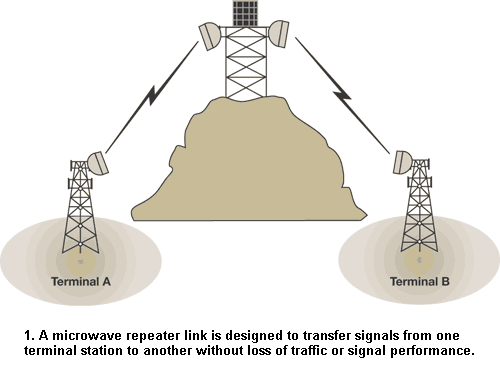 Terminal A
Terminal B
1. A microwave repeater link is designed to transfer signals from one
terminal station to another without loss of traffic or signal performance.